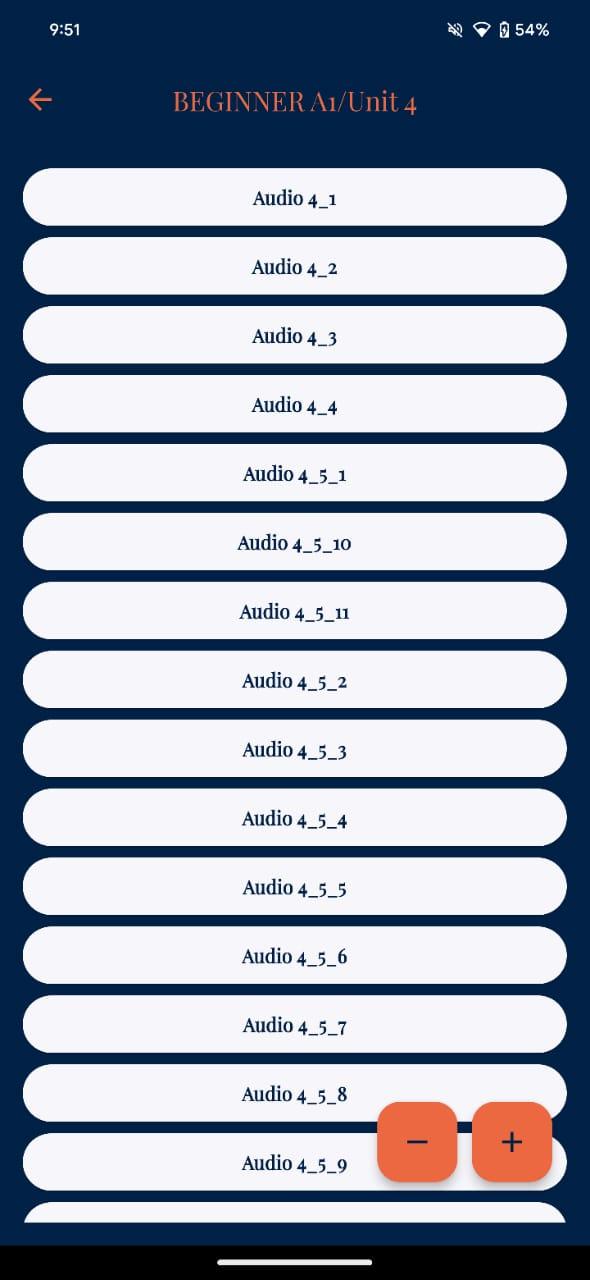 9:51
54%
BEGINNER A1/Unit 4
Audio 4_1
Audio 4_2
Audio 4_3
Audio 4_4
Audio 4_5_1
Audio 4_5_10
Audio 4_5_11
Audio 4_5_2
Audio 4_5_3
Audio 4_5_4
Audio 4_5_5
Audio 4_5_6
Audio 4_5_7
Audio 4_5_8
Audio 4_5_9
− +